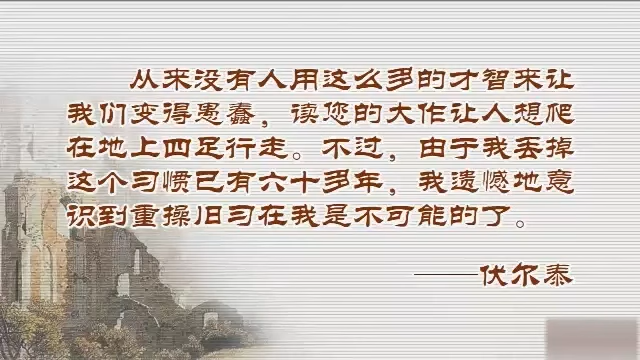 从来没有人用这么多的才智来让
我们变得愚蠢，读您的大作让人想爬
在地上四足行走。不过，由于我丢掉
这个习惯已有六十多年，我遗憾地意
识到重操旧习在我是不可能的了。
——伏尔泰